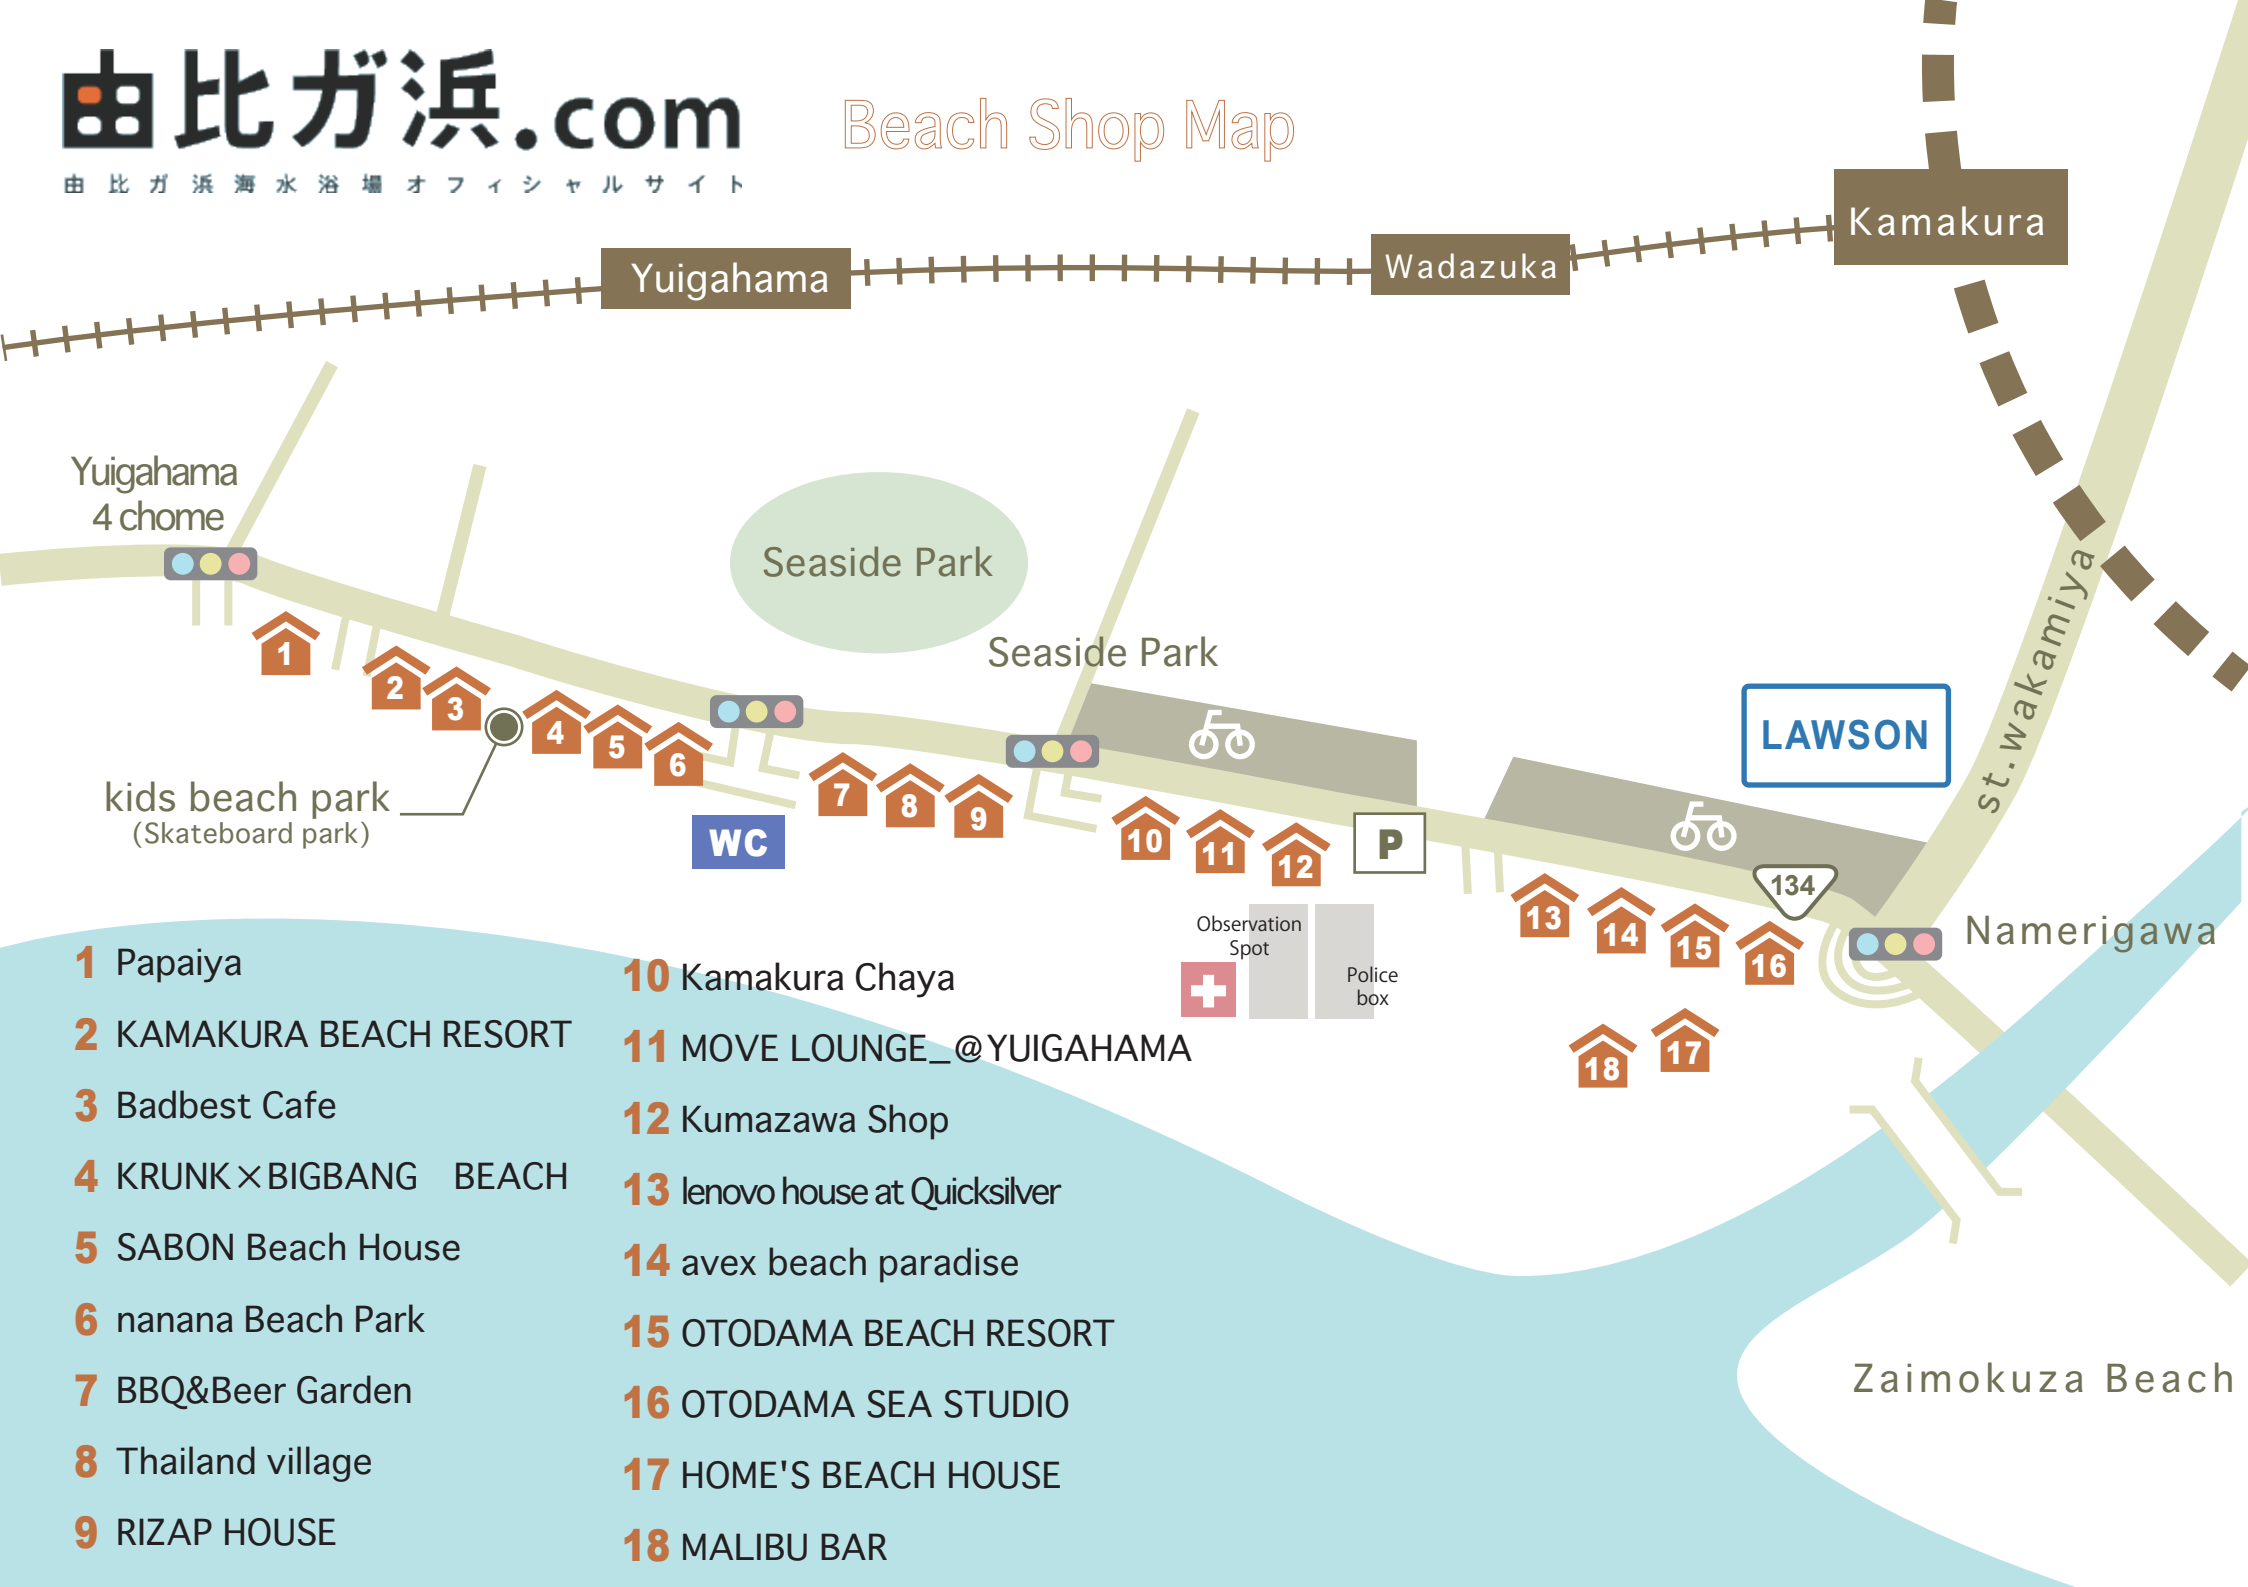 由比ガ浜.com
由比ガ浜海水浴場オフィシャルサイト
Beach Shop Map
Kamakura
Yuigahama
Wadazuka
Yuigahama
4 chome
Seaside Park
Seaside Park
st.wakamiya
LAWSON
1
2
3
4
5
6
7
8
9
10
11
12
P
13
14
15
16
17
18
134
kids beach park
(Skateboard park)
WC
Observation
Spot
Police
box
Namerigawa
Zaimokuza Beach
1 Papaiya
2 KAMAKURA BEACH RESORT
3 Badbest Cafe
4 KRUNK×BIGBANG　BEACH
5 SABON Beach House
6 nanana Beach Park
7 BBQ&Beer Garden
8 Thailand village
9 RIZAP HOUSE
10 Kamakura Chaya
11 MOVE LOUNGE_@YUIGAHAMA
12 Kumazawa Shop
13 lenovo house at Quicksilver
14 avex beach paradise
15 OTODAMA BEACH RESORT
16 OTODAMA SEA STUDIO
17 HOME'S BEACH HOUSE
18 MALIBU BAR